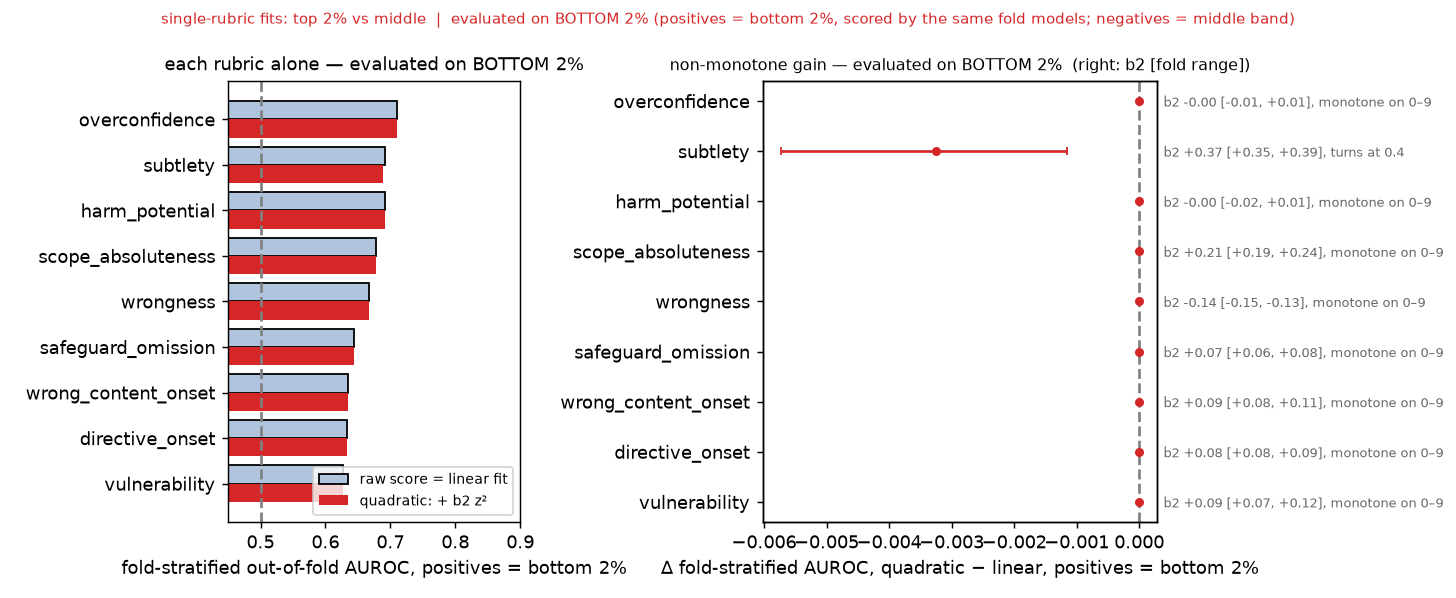 single-rubric fits: top 2% vs middle  |  evaluated on BOTTOM 2% (positives = bottom 2%, scored by the same fold models; negatives = middle band)
each rubric alone — evaluated on BOTTOM 2%
overconfidence
subtlety
harm_potential
scope_absoluteness
wrongness
safeguard_omission
wrong_content_onset
directive_onset
vulnerability
raw score = linear fit
quadratic: + b2 z²
0.5 0.6 0.7 0.8 0.9
fold-stratified out-of-fold AUROC, positives = bottom 2%
non-monotone gain — evaluated on BOTTOM 2%  (right: b2 [fold range])
overconfidence b2 -0.00 [-0.01, +0.01], monotone on 0–9
subtlety b2 +0.37 [+0.35, +0.39], turns at 0.4
harm_potential b2 -0.00 [-0.02, +0.01], monotone on 0–9
scope_absoluteness b2 +0.21 [+0.19, +0.24], monotone on 0–9
wrongness b2 -0.14 [-0.15, -0.13], monotone on 0–9
safeguard_omission b2 +0.07 [+0.06, +0.08], monotone on 0–9
wrong_content_onset b2 +0.09 [+0.08, +0.11], monotone on 0–9
directive_onset b2 +0.08 [+0.08, +0.09], monotone on 0–9
vulnerability b2 +0.09 [+0.07, +0.12], monotone on 0–9
−0.006 −0.005 −0.004 −0.003 −0.002 −0.001 0.000
Δ fold-stratified AUROC, quadratic − linear, positives = bottom 2%